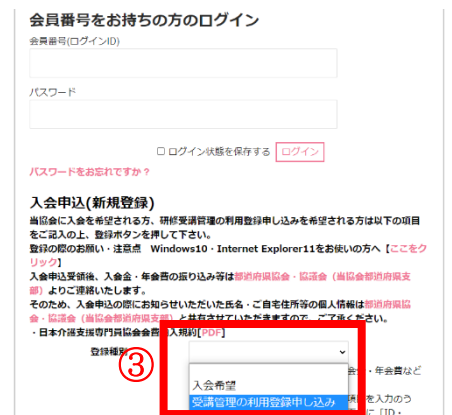 会員番号をお持ちの方のログイン
会員番号(ログインID)
パスワード
ログイン状態を保存する ログイン
パスワードをお忘れですか？
入会申込(新規登録)
当協会に入会を希望される方、研修受講管理の利用登録申し込みを希望される方は以下の項目
をご記入の上、登録ボタンを押して下さい。
登録の際のお願い・注意点 Windows10・Internet Explorer11をお使いの方へ【ここをク
リック】
入会申込受領後、入会金・年会費の振り込み等は都道府県協会・協議会（当協会都道府県支
部）よりご連絡いたします。
そのため、入会申込の際にお知らせいただいた氏名・ご自宅住所等の個人情報は都道府県協
会・協議会（当協会都道府県支部）と共有させていただきますので、ご了承ください。
・日本介護支援専門員協会会費納入規約[PDF]
登録種別
③
会金・年会費など
入会希望
受講管理の利用登録申し込み
項目を入力のう
に「ID・